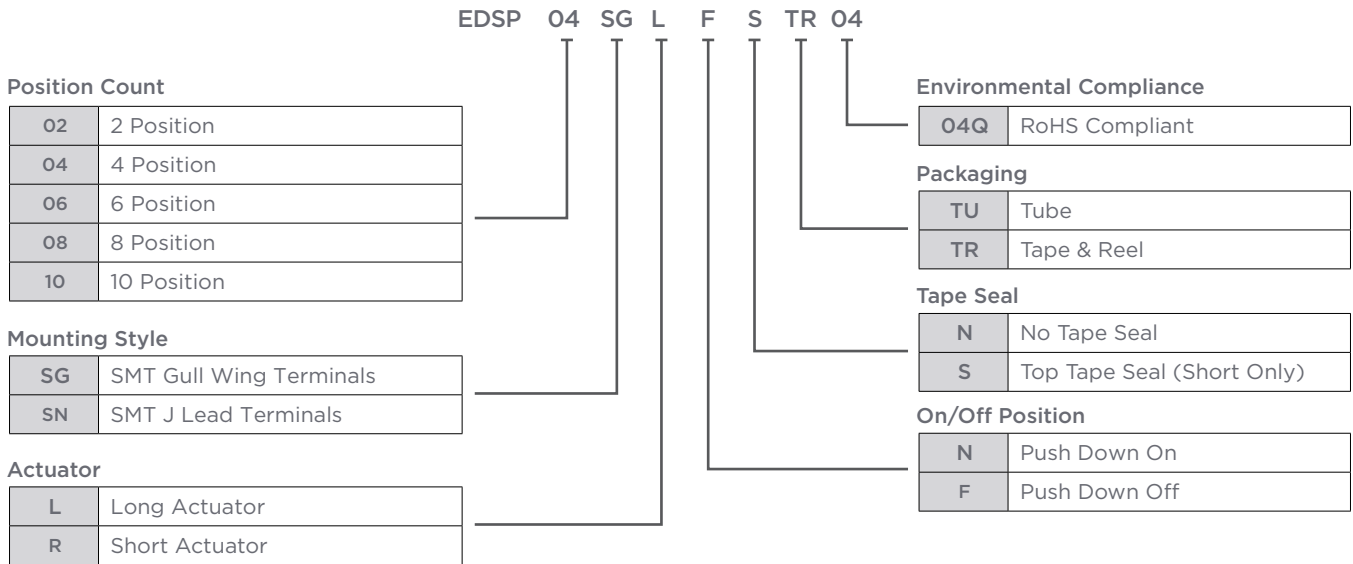 EDSP 04 SG L F S TR 04
Position Count
02 2 Position
04 4 Position
06 6 Position
08 8 Position
10 10 Position
Mounting Style
SG SMT Gull Wing Terminals
SN SMT J Lead Terminals
Actuator
L Long Actuator
R Short Actuator
Environmental Compliance
04Q RoHS Compliant
Packaging
TU Tube
TR Tape & Reel
Tape Seal
N No Tape Seal
S Top Tape Seal (Short Only)
On/Off Position
N Push Down On
F Push Down Off